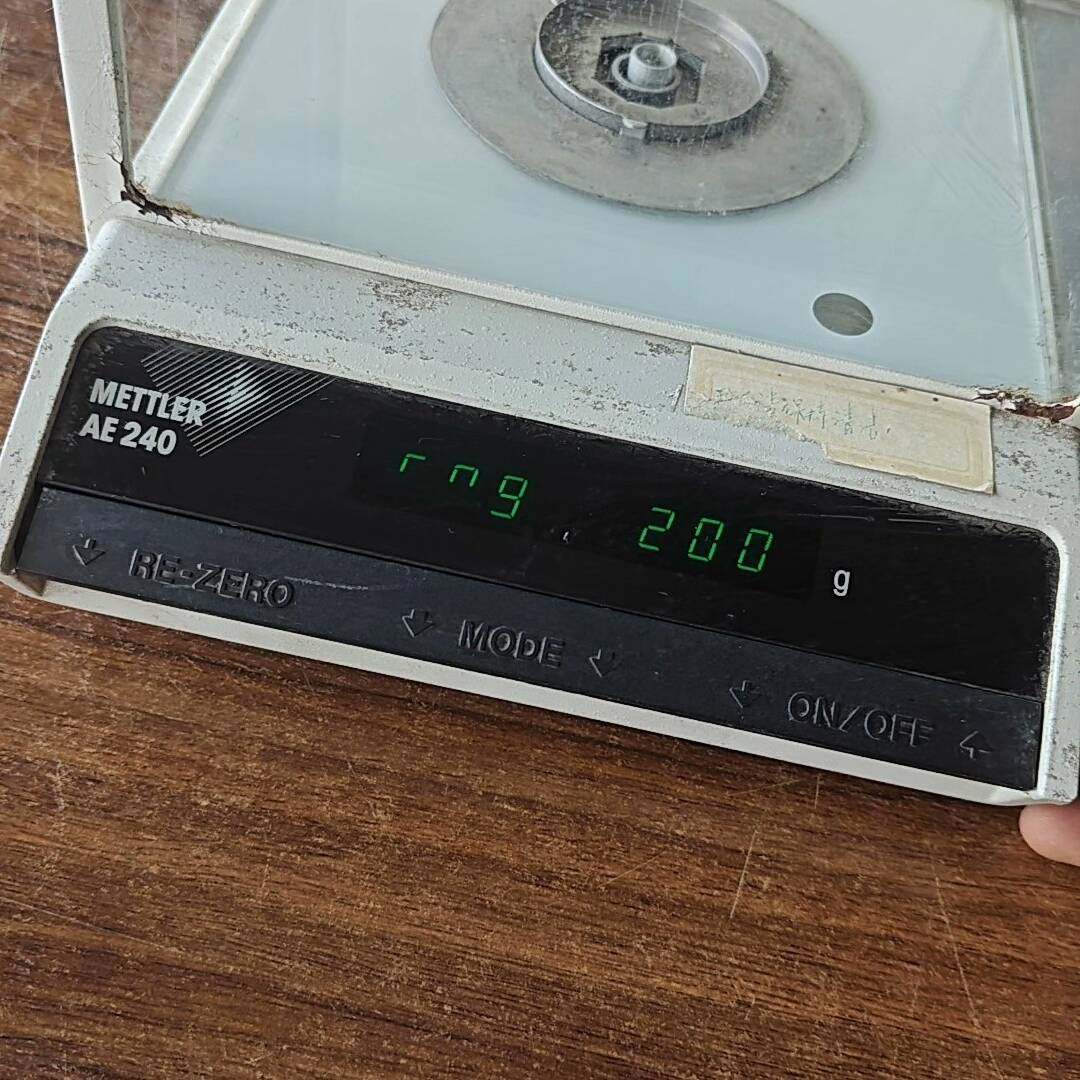 METTLER
AE 240
rng. 200 g
↓ RE-ZERO
↓ MODE ↓
↓ ON/OFF ↑